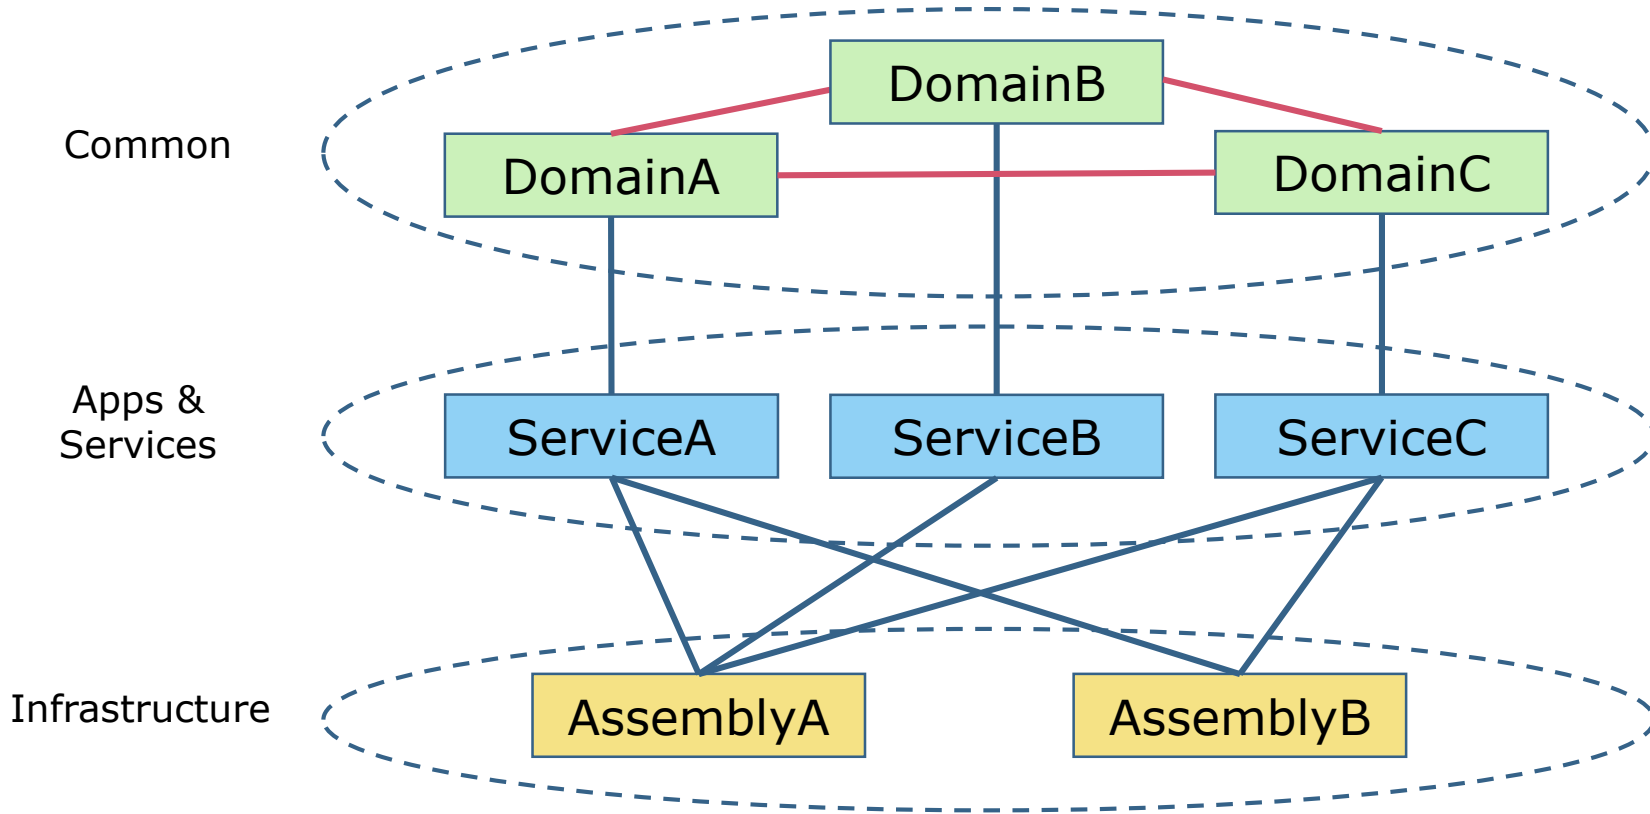 DomainB
Common
DomainA
DomainC
Apps &
Services
ServiceA
ServiceB
ServiceC
Infrastructure
AssemblyA
AssemblyB